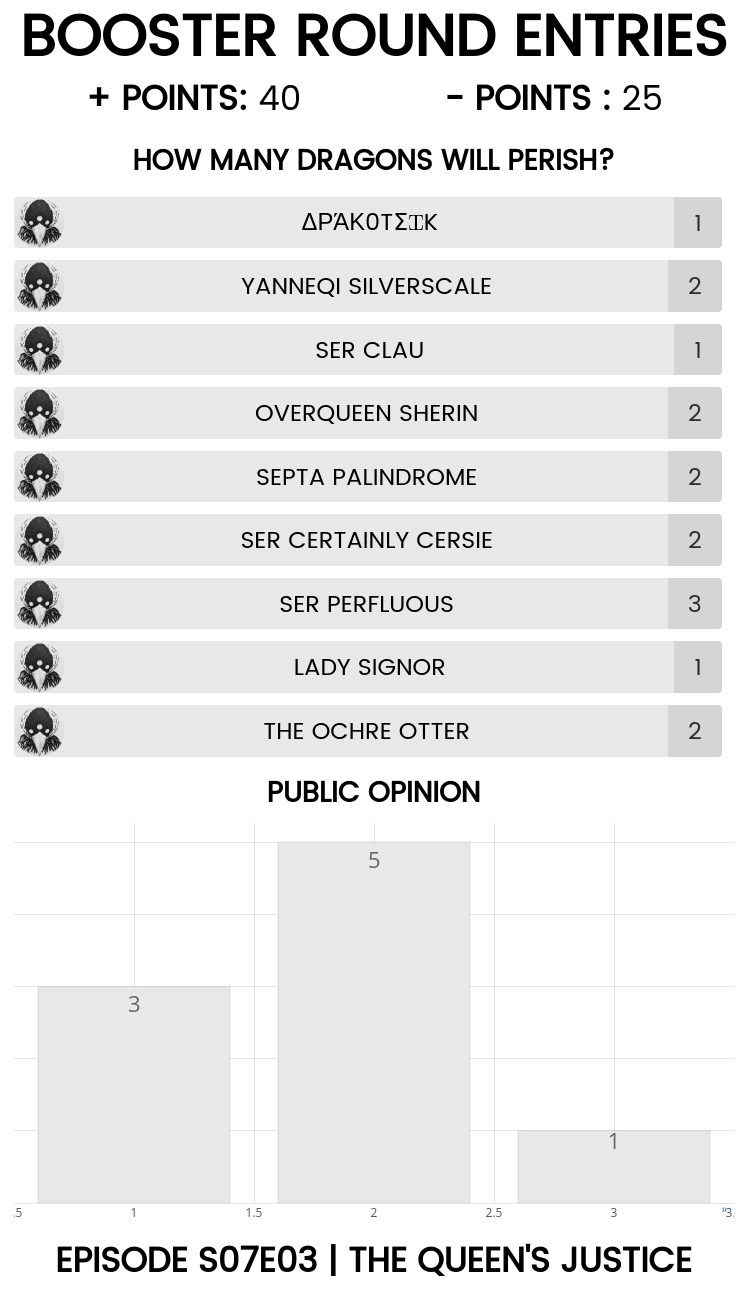 BOOSTER ROUND ENTRIES
+ POINTS: 40 - POINTS : 25
HOW MANY DRAGONS WILL PERISH?
ΔΡΆΚ0ΤΣΏΚ 1
YANNEQI SILVERSCALE 2
SER CLAU 1
OVERQUEEN SHERIN 2
SEPTA PALINDROME 2
SER CERTAINLY CERSIE 2
SER PERFLUOUS 3
LADY SIGNOR 1
THE OCHRE OTTER 2
PUBLIC OPINION
5
3
1
.5 1 1.5 2 2.5 3 »3.
EPISODE S07E03 | THE QUEEN'S JUSTICE